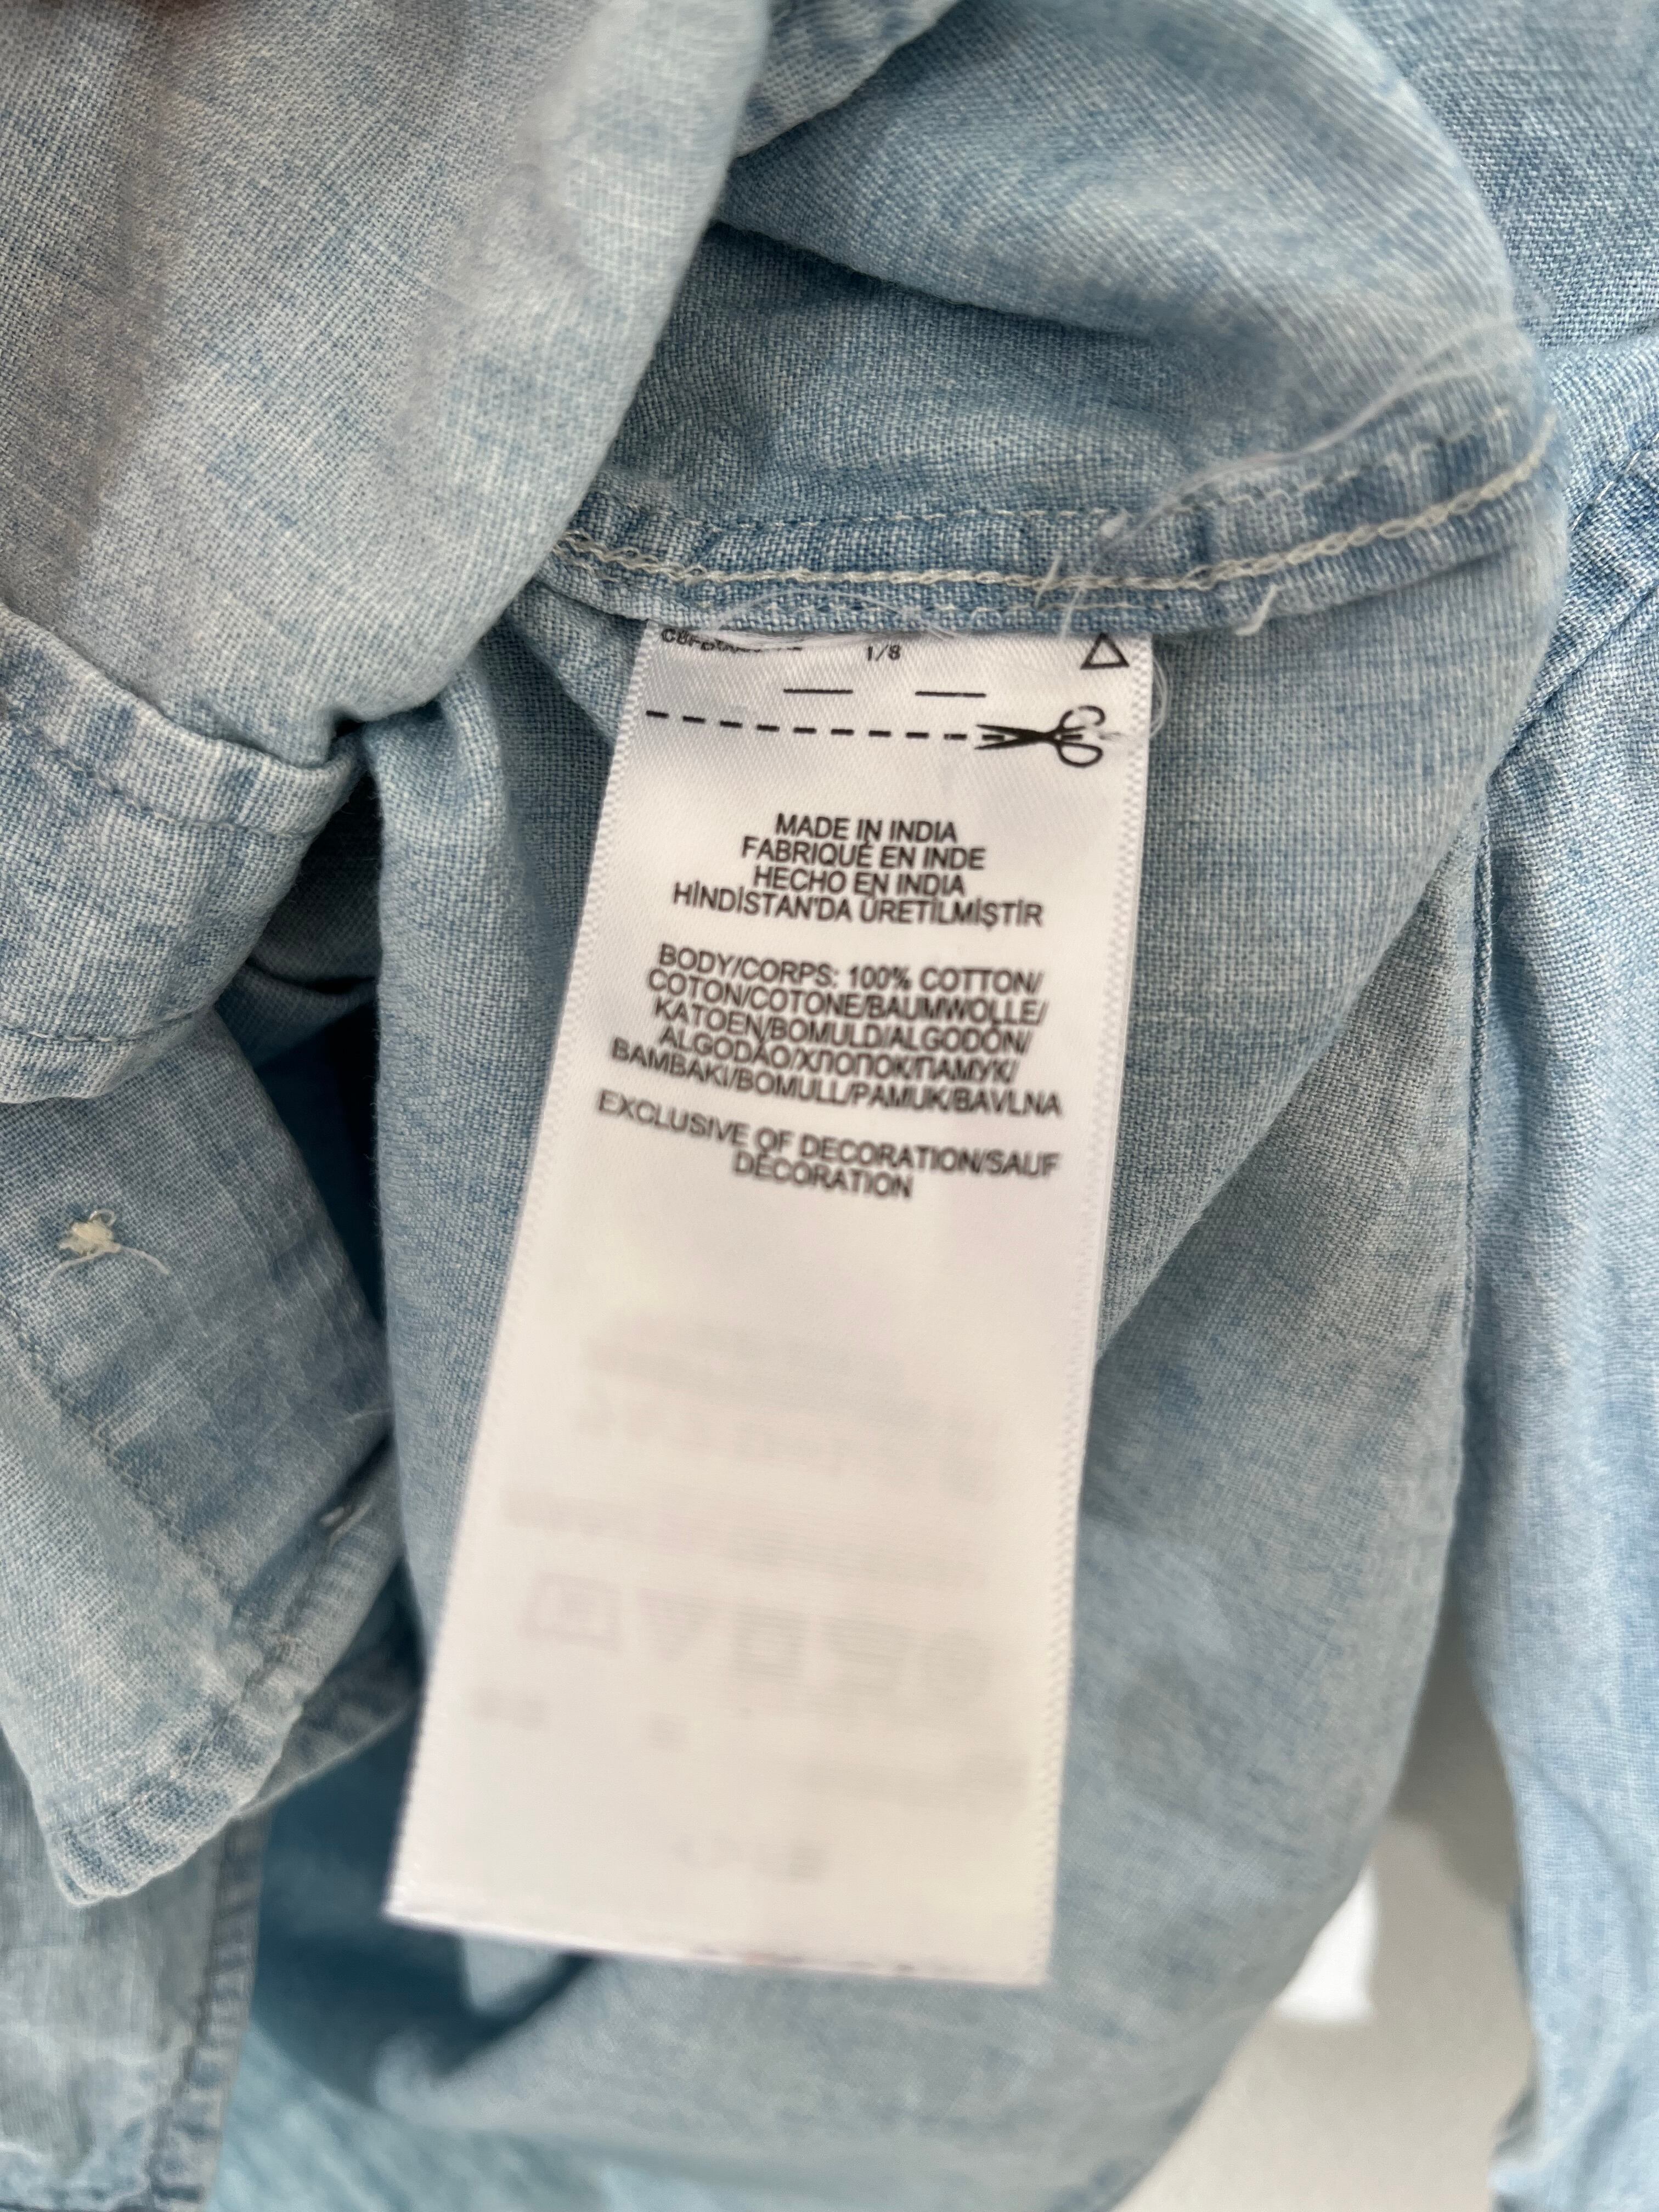 1/8
MADE IN INDIA
FABRIQUÉ EN INDE
HECHO EN INDIA
HİNDİSTAN'DA ÜRETİLMİŞTİR
BODY/CORPS: 100% COTTON/
COTON/COTONE/BAUMWOLLE/
KATOEN/BOMULD/ALGODÓN/
ALGODÃO/ХЛОПОК/ПАМУК/
BAMBAKI/BOMULL/PAMUK/BAVLNA
EXCLUSIVE OF DECORATION/SAUF
DÉCORATION